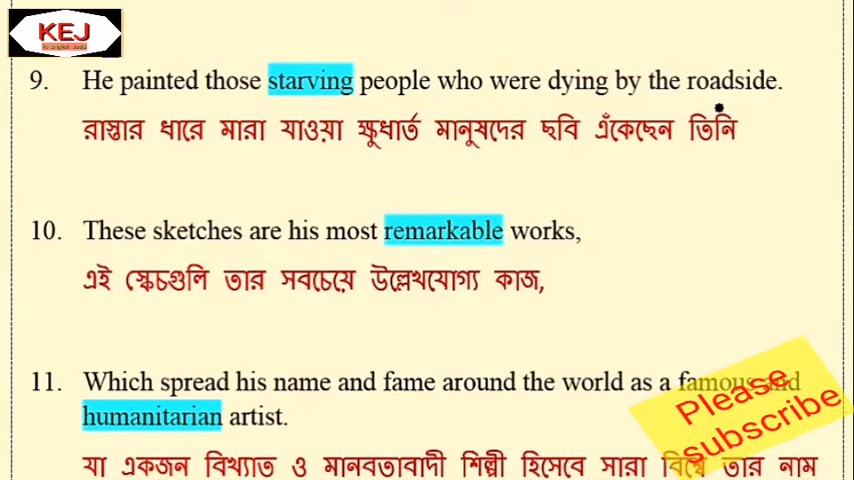 KEJ
9. He painted those starving people who were dying by the roadside.
রাস্তার ধারে মারা যাওয়া ক্ষুধার্ত মানুষদের ছবি এঁকেছেন তিনি
10. These sketches are his most remarkable works,
এই স্কেচগুলি তার সবচেয়ে উল্লেখযোগ্য কাজ,
11. Which spread his name and fame around the world as a famous and
humanitarian artist.
Please
subscribe
যা একজন বিখ্যাত ও মানবতাবাদী শিল্পী হিসেবে সারা বিশ্বে তার নাম